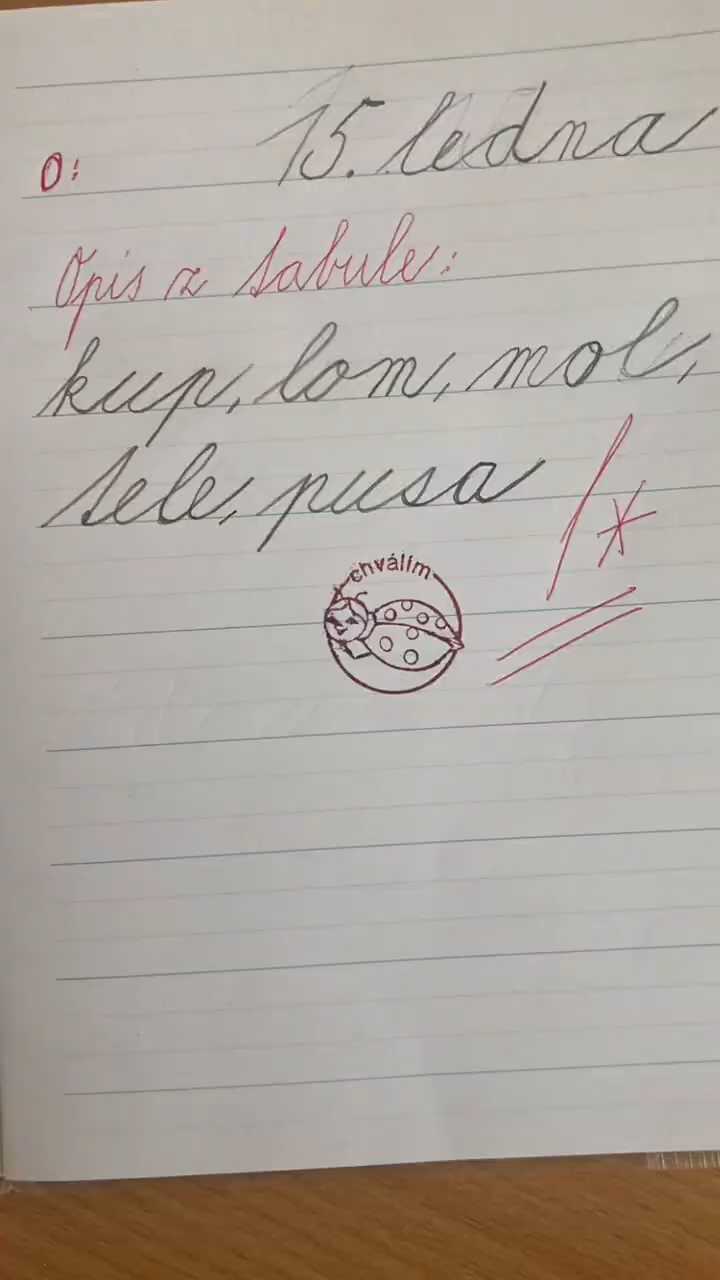 15. ledna
O:
Opis z tabule:
kup, lom, mol,
tele, pusa
1*
chválím